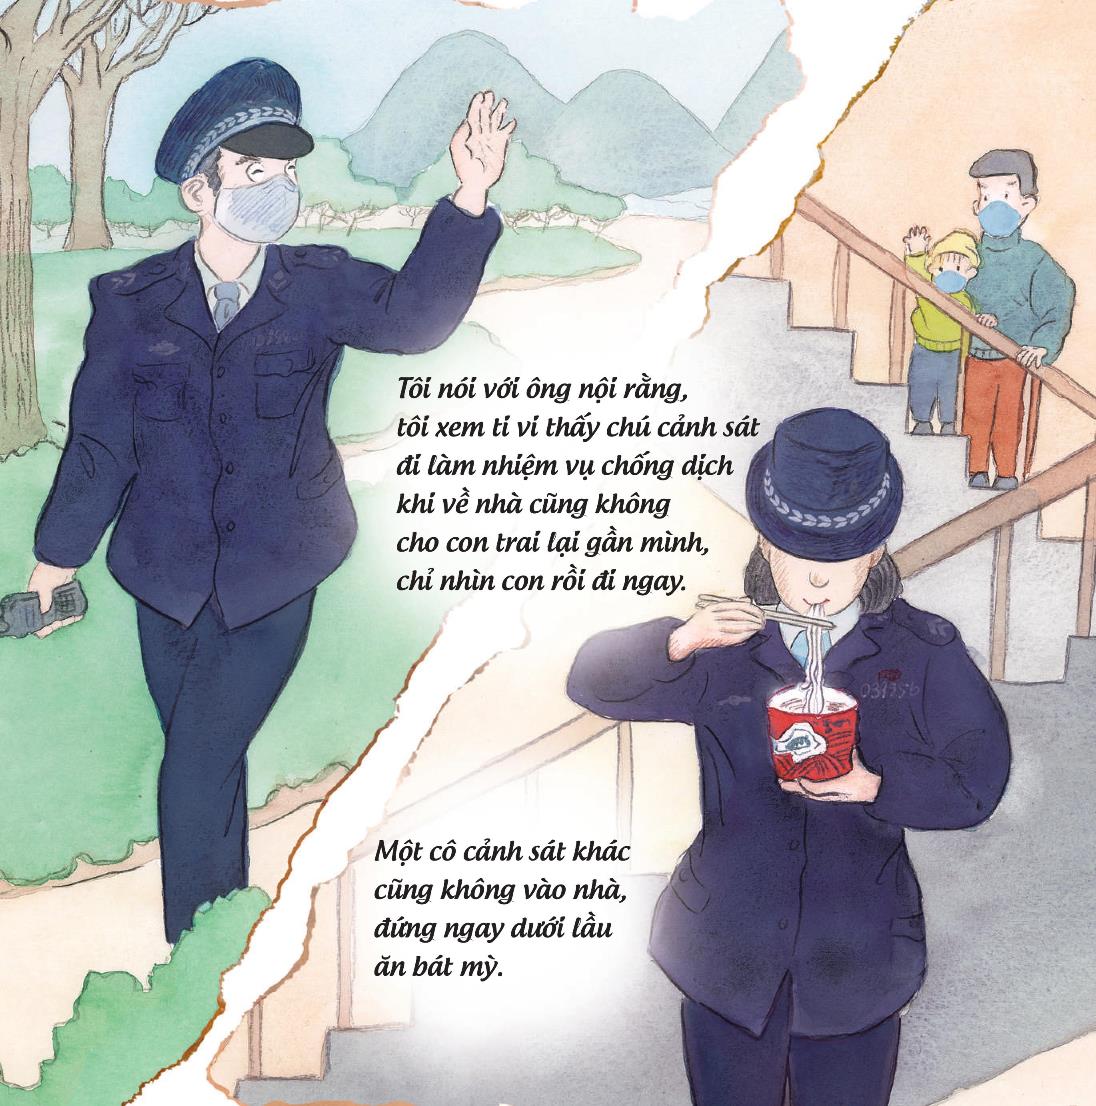 Tôi nói với ông nội rằng,
tôi xem ti vi thấy chú cảnh sát
đi làm nhiệm vụ chống dịch
khi về nhà cũng không
cho con trai lại gần mình,
chỉ nhìn con rồi đi ngay.
Một cô cảnh sát khác
cũng không vào nhà,
đứng ngay dưới lầu
ăn bát mỳ.